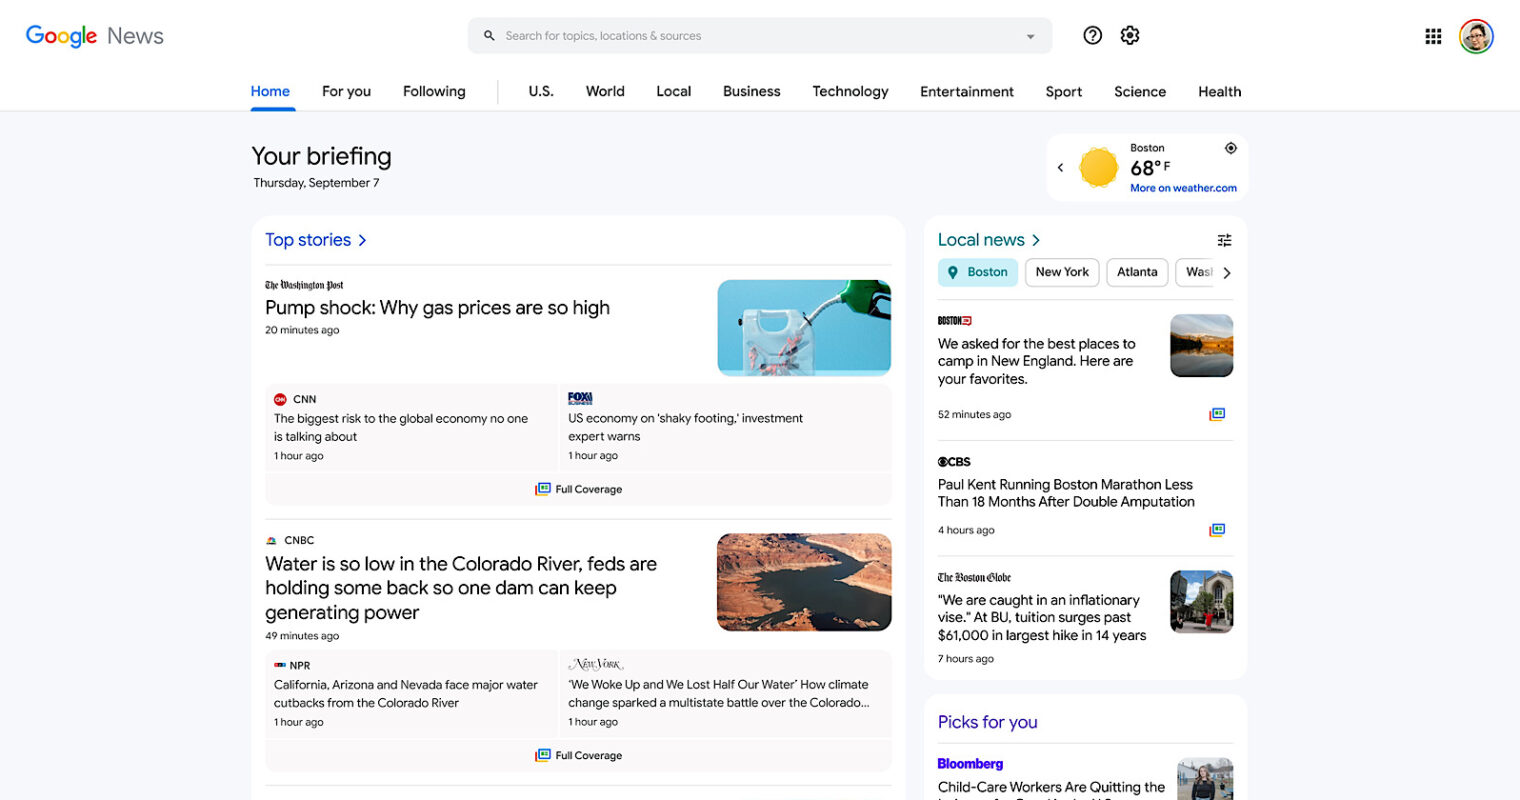 Google News
Search for topics, locations & sources
Home For you Following U.S. World Local Business Technology Entertainment Sport Science Health
Your briefing
Thursday, September 7
Boston
68° F
More on weather.com
Top stories
The Washington Post
Pump shock: Why gas prices are so high
20 minutes ago
CNN
The biggest risk to the global economy no one
is talking about
1 hour ago
FOX
BUSINESS
US economy on 'shaky footing,' investment
expert warns
1 hour ago
Full Coverage
CNBC
Water is so low in the Colorado River, feds are
holding some back so one dam can keep
generating power
49 minutes ago
NPR
California, Arizona and Nevada face major water
cutbacks from the Colorado River
1 hour ago
NEW YORK
'We Woke Up and We Lost Half Our Water' How climate
change sparked a multistate battle over the Colorado...
1 hour ago
Full Coverage
Local news
Boston New York Atlanta Wash
BOSTON
We asked for the best places to
camp in New England. Here are
your favorites.
52 minutes ago
CBS
Paul Kent Running Boston Marathon Less
Than 18 Months After Double Amputation
4 hours ago
The Boston Globe
"We are caught in an inflationary
vise." At BU, tuition surges past
$61,000 in largest hike in 14 years
7 hours ago
Picks for you
Bloomberg
Child-Care Workers Are Quitting the